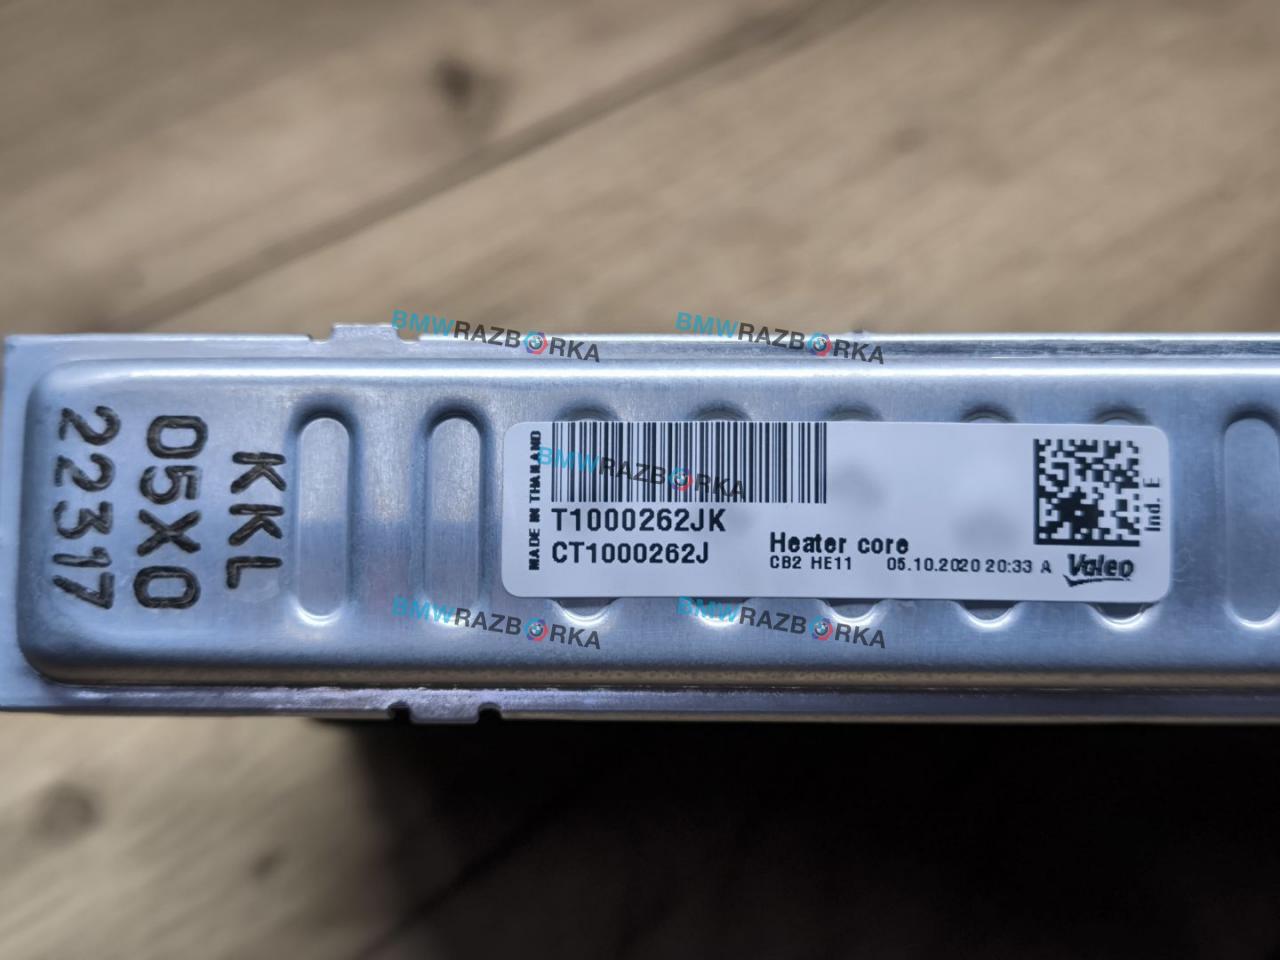 BMWRAZBORKA
BMWRAZBORKA
KKL
05X0
22317
MADE IN THAILAND
BMWRAZBORKA
T1000262JK
CT1000262J
Heater core
CB2 HE11
05.10.2020 20:33 A
Valeo
Ind. E
BMWRAZBORKA
BMWRAZBORKA